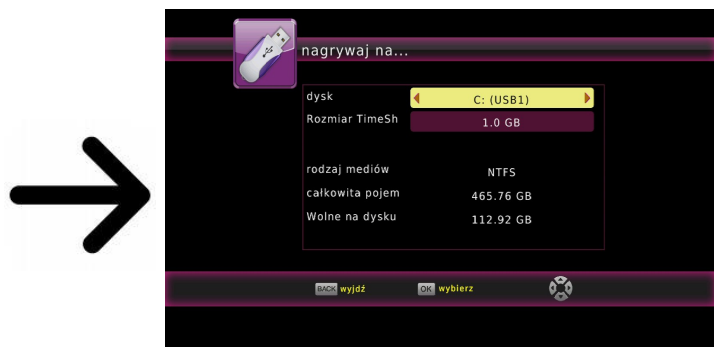 nagrywaj na...
dysk C: (USB1)
Rozmiar TimeSh 1.0 GB
rodzaj mediów NTFS
całkowita pojem 465.76 GB
Wolne na dysku 112.92 GB
BACK wyjdź OK wybierz